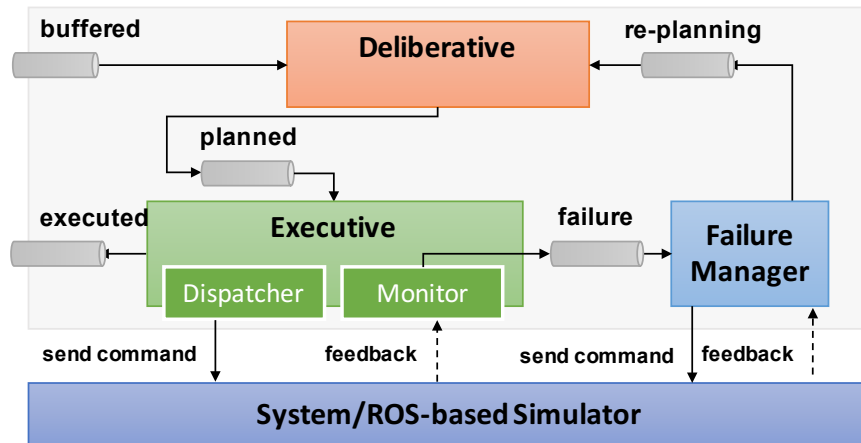 buffered
Deliberative
re-planning
planned
executed
Executive
failure
Failure
Manager
Dispatcher
Monitor
send command
feedback
send command
feedback
System/ROS-based Simulator